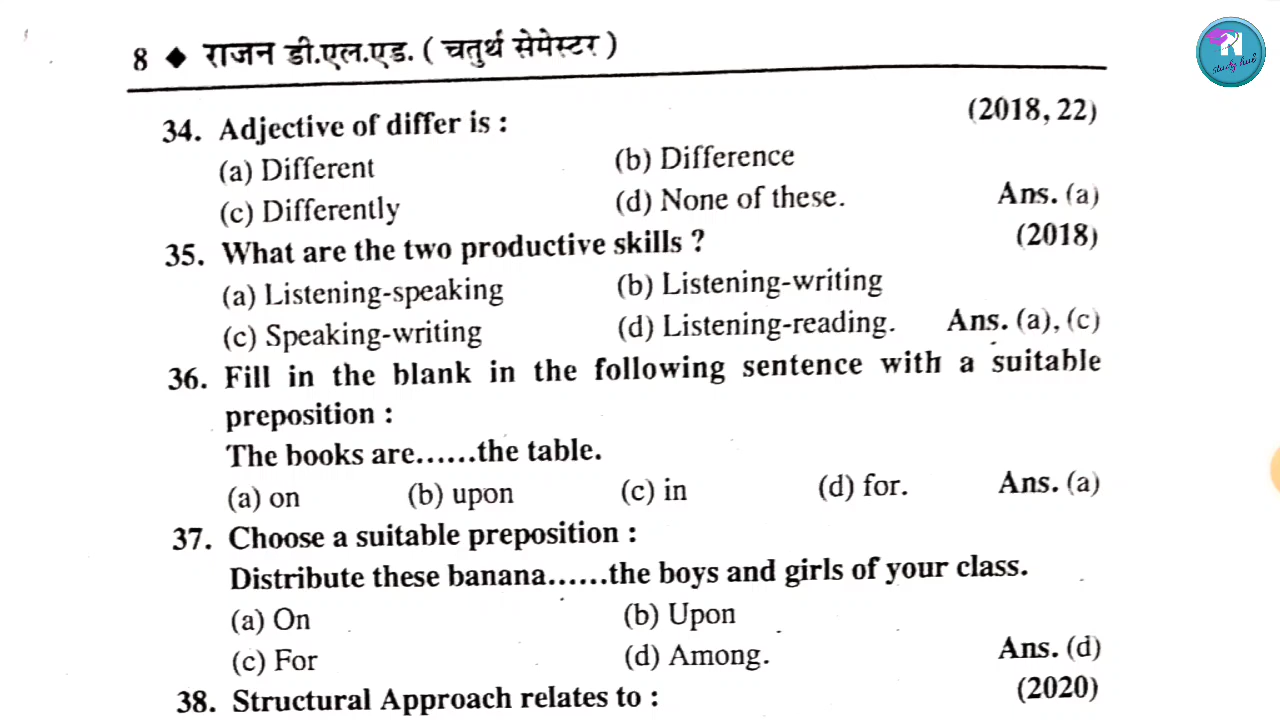 8 ◆ राजन डी.एल.एड. ( चतुर्थ सेमेस्टर )
N
study hub
34. Adjective of differ is : (2018, 22)
(a) Different (b) Difference
(c) Differently (d) None of these. Ans. (a)
35. What are the two productive skills ? (2018)
(a) Listening-speaking (b) Listening-writing
(c) Speaking-writing (d) Listening-reading. Ans. (a), (c)
36. Fill in the blank in the following sentence with a suitable
preposition :
The books are......the table.
(a) on (b) upon (c) in (d) for. Ans. (a)
37. Choose a suitable preposition :
Distribute these banana......the boys and girls of your class.
(a) On (b) Upon
(c) For (d) Among. Ans. (d)
38. Structural Approach relates to : (2020)